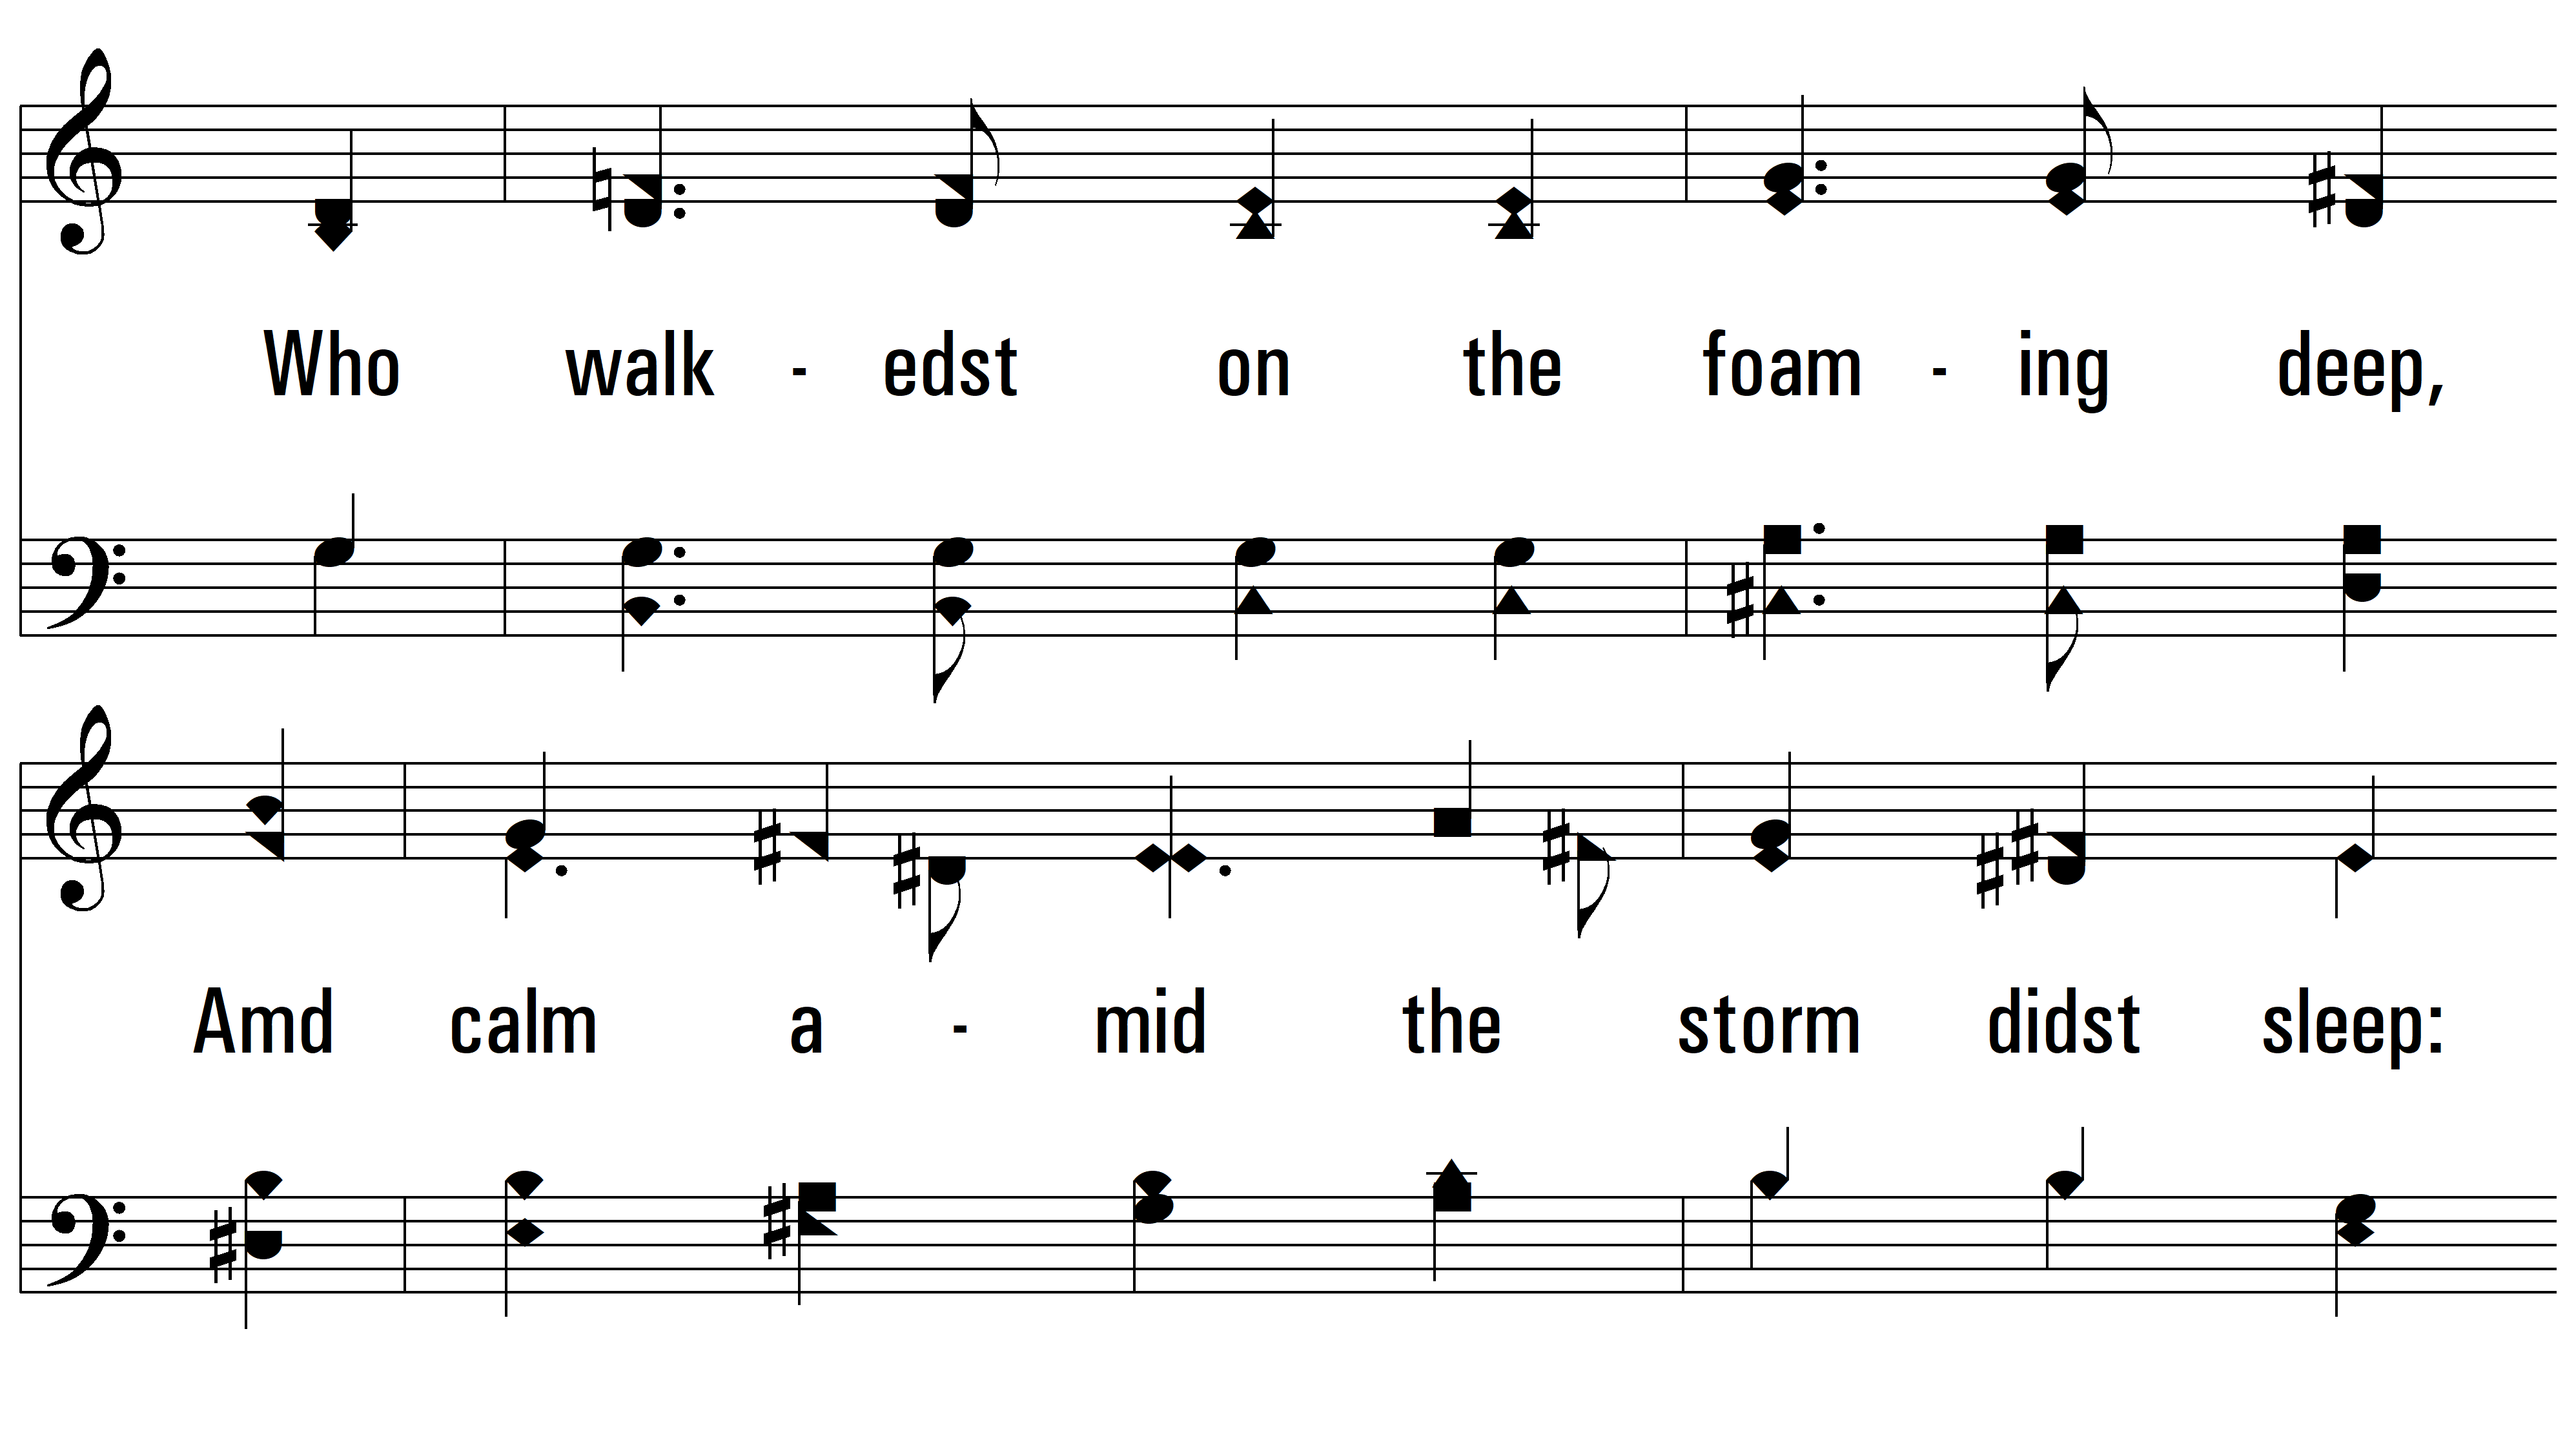 Who walk - edst on the foam - ing deep,
Amd calm a - mid the storm didst sleep: